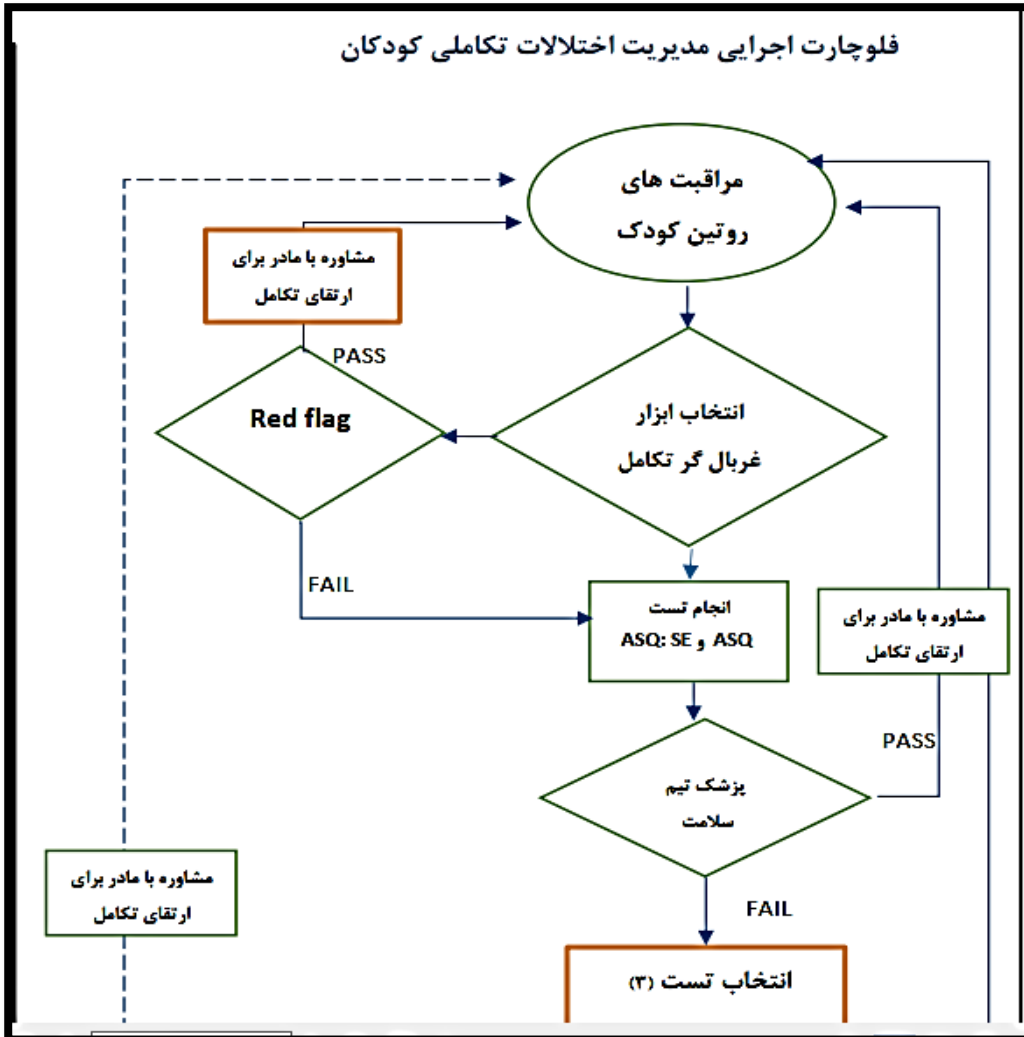 فلوچارت اجرایی مدیریت اختلالات تکاملی کودکان
مراقبت های
روتین کودک
مشاوره با مادر برای
ارتقای تکامل
PASS
Red flag
انتخاب ابزار
غربال گر تکامل
FAIL
انجام تست
ASQ و ASQ: SE
مشاوره با مادر برای
ارتقای تکامل
PASS
پزشک تیم
سلامت
مشاوره با مادر برای
ارتقای تکامل
FAIL
انتخاب تست (۳)